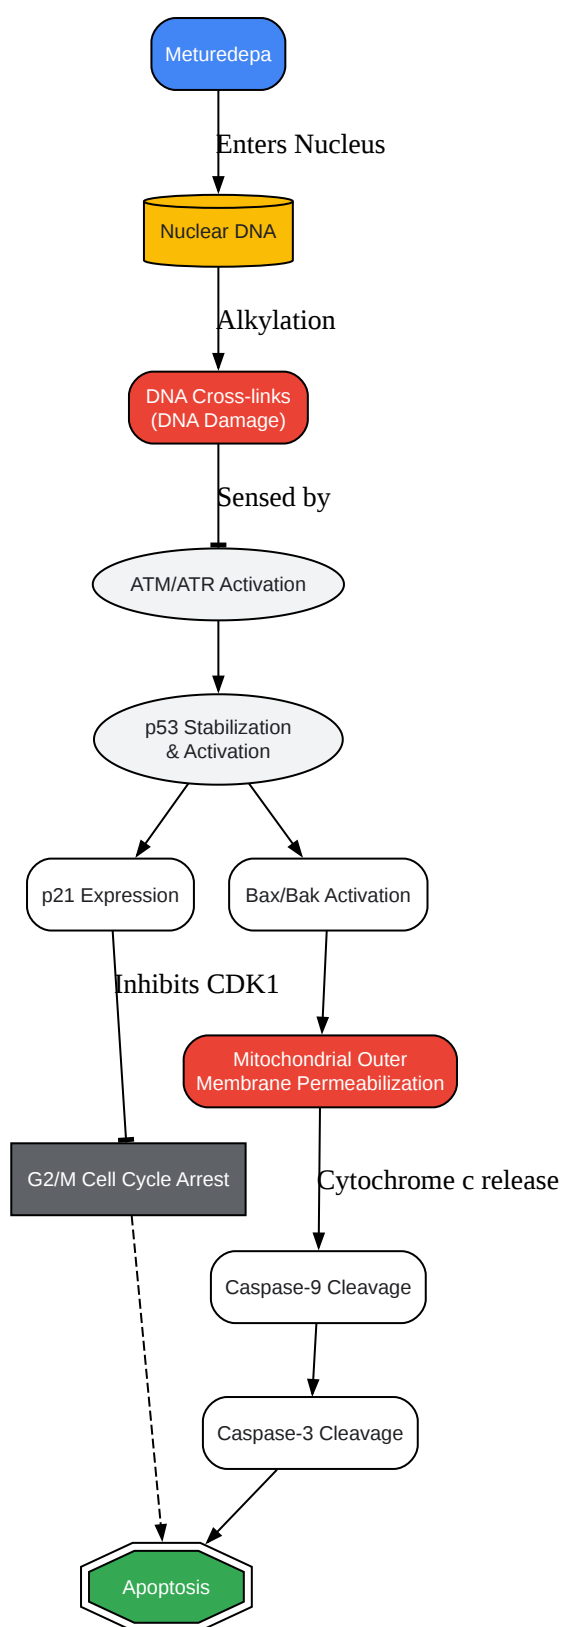 Meturedepa
Enters Nucleus
Nuclear DNA
Alkylation
DNA Cross-links
(DNA Damage)
Sensed by
ATM/ATR Activation
p53 Stabilization
& Activation
p21 Expression
Bax/Bak Activation
Inhibits CDK1
Mitochondrial Outer
Membrane Permeabilization
G2/M Cell Cycle Arrest
Cytochrome c release
Caspase-9 Cleavage
Caspase-3 Cleavage
Apoptosis